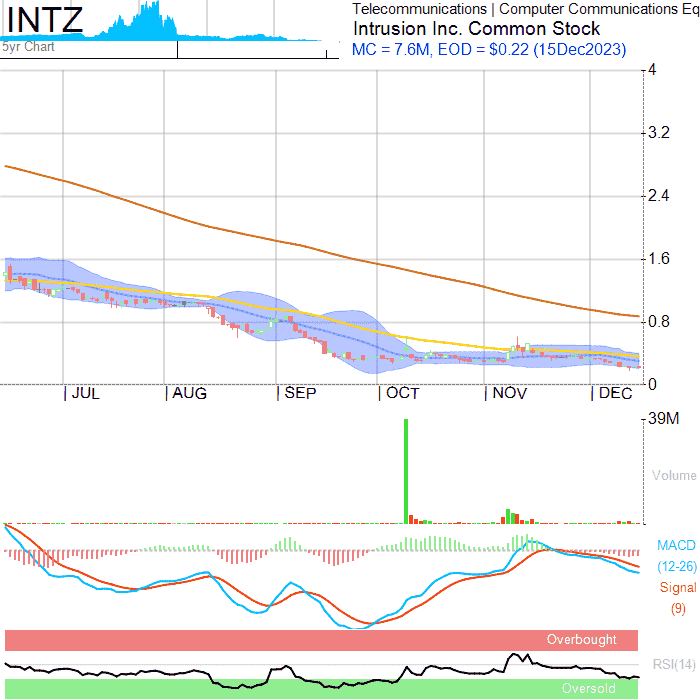 INTZ
5yr Chart
Telecommunications | Computer Communications Eq
Intrusion Inc. Common Stock
MC = 7.6M, EOD = $0.22 (15Dec2023)
4
3.2
2.4
1.6
0.8
0
JUL AUG SEP OCT NOV DEC
39M
Volume
MACD
(12-26)
Signal
(9)
Overbought
RSI(14)
Oversold